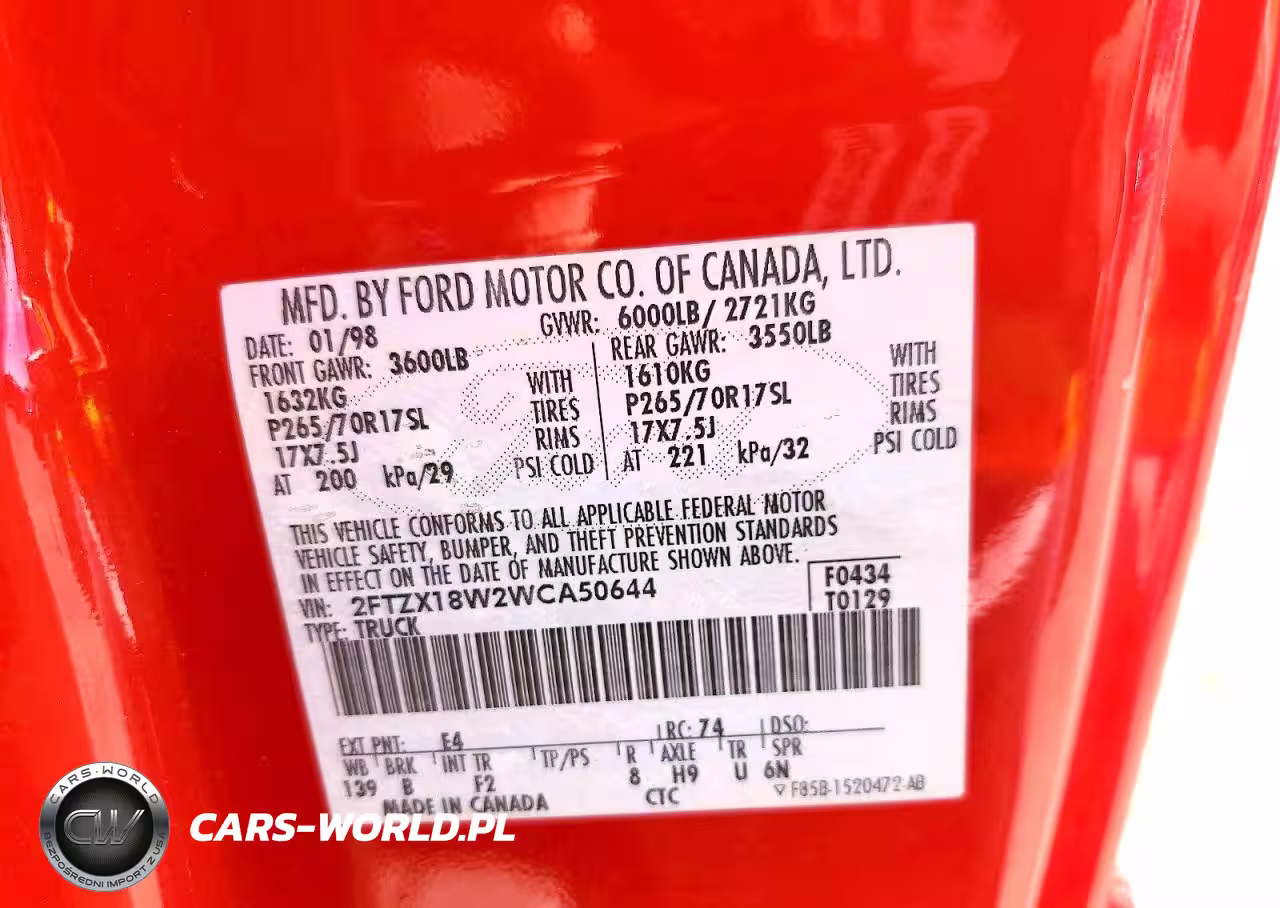 MFD. BY FORD MOTOR CO. OF CANADA, LTD.
DATE: 01/98 GVWR: 6000LB/ 2721KG
FRONT GAWR: 3600LB REAR GAWR: 3550LB
1632KG WITH 1610KG WITH
P265/70R17SL TIRES P265/70R17SL TIRES
17X7.5J RIMS 17X7.5J RIMS
AT 200 kPa/29 PSI COLD AT 221 kPa/32 PSI COLD
THIS VEHICLE CONFORMS TO ALL APPLICABLE FEDERAL MOTOR
VEHICLE SAFETY, BUMPER, AND THEFT PREVENTION STANDARDS
IN EFFECT ON THE DATE OF MANUFACTURE SHOWN ABOVE.
VIN: 2FTZX18W2WCA50644 F0434
TYPE: TRUCK T0129
EXT PNT: E4 RC: 74 DSO:
WB BRK INT TR TP/PS R AXLE TR SPR
139 B F2 8 H9 U 6N
MADE IN CANADA CTC ▽ F85B-1520472-AB
CARS-WORLD
CW
BEZPOŚREDNI IMPORT Z USA
CARS-WORLD.PL